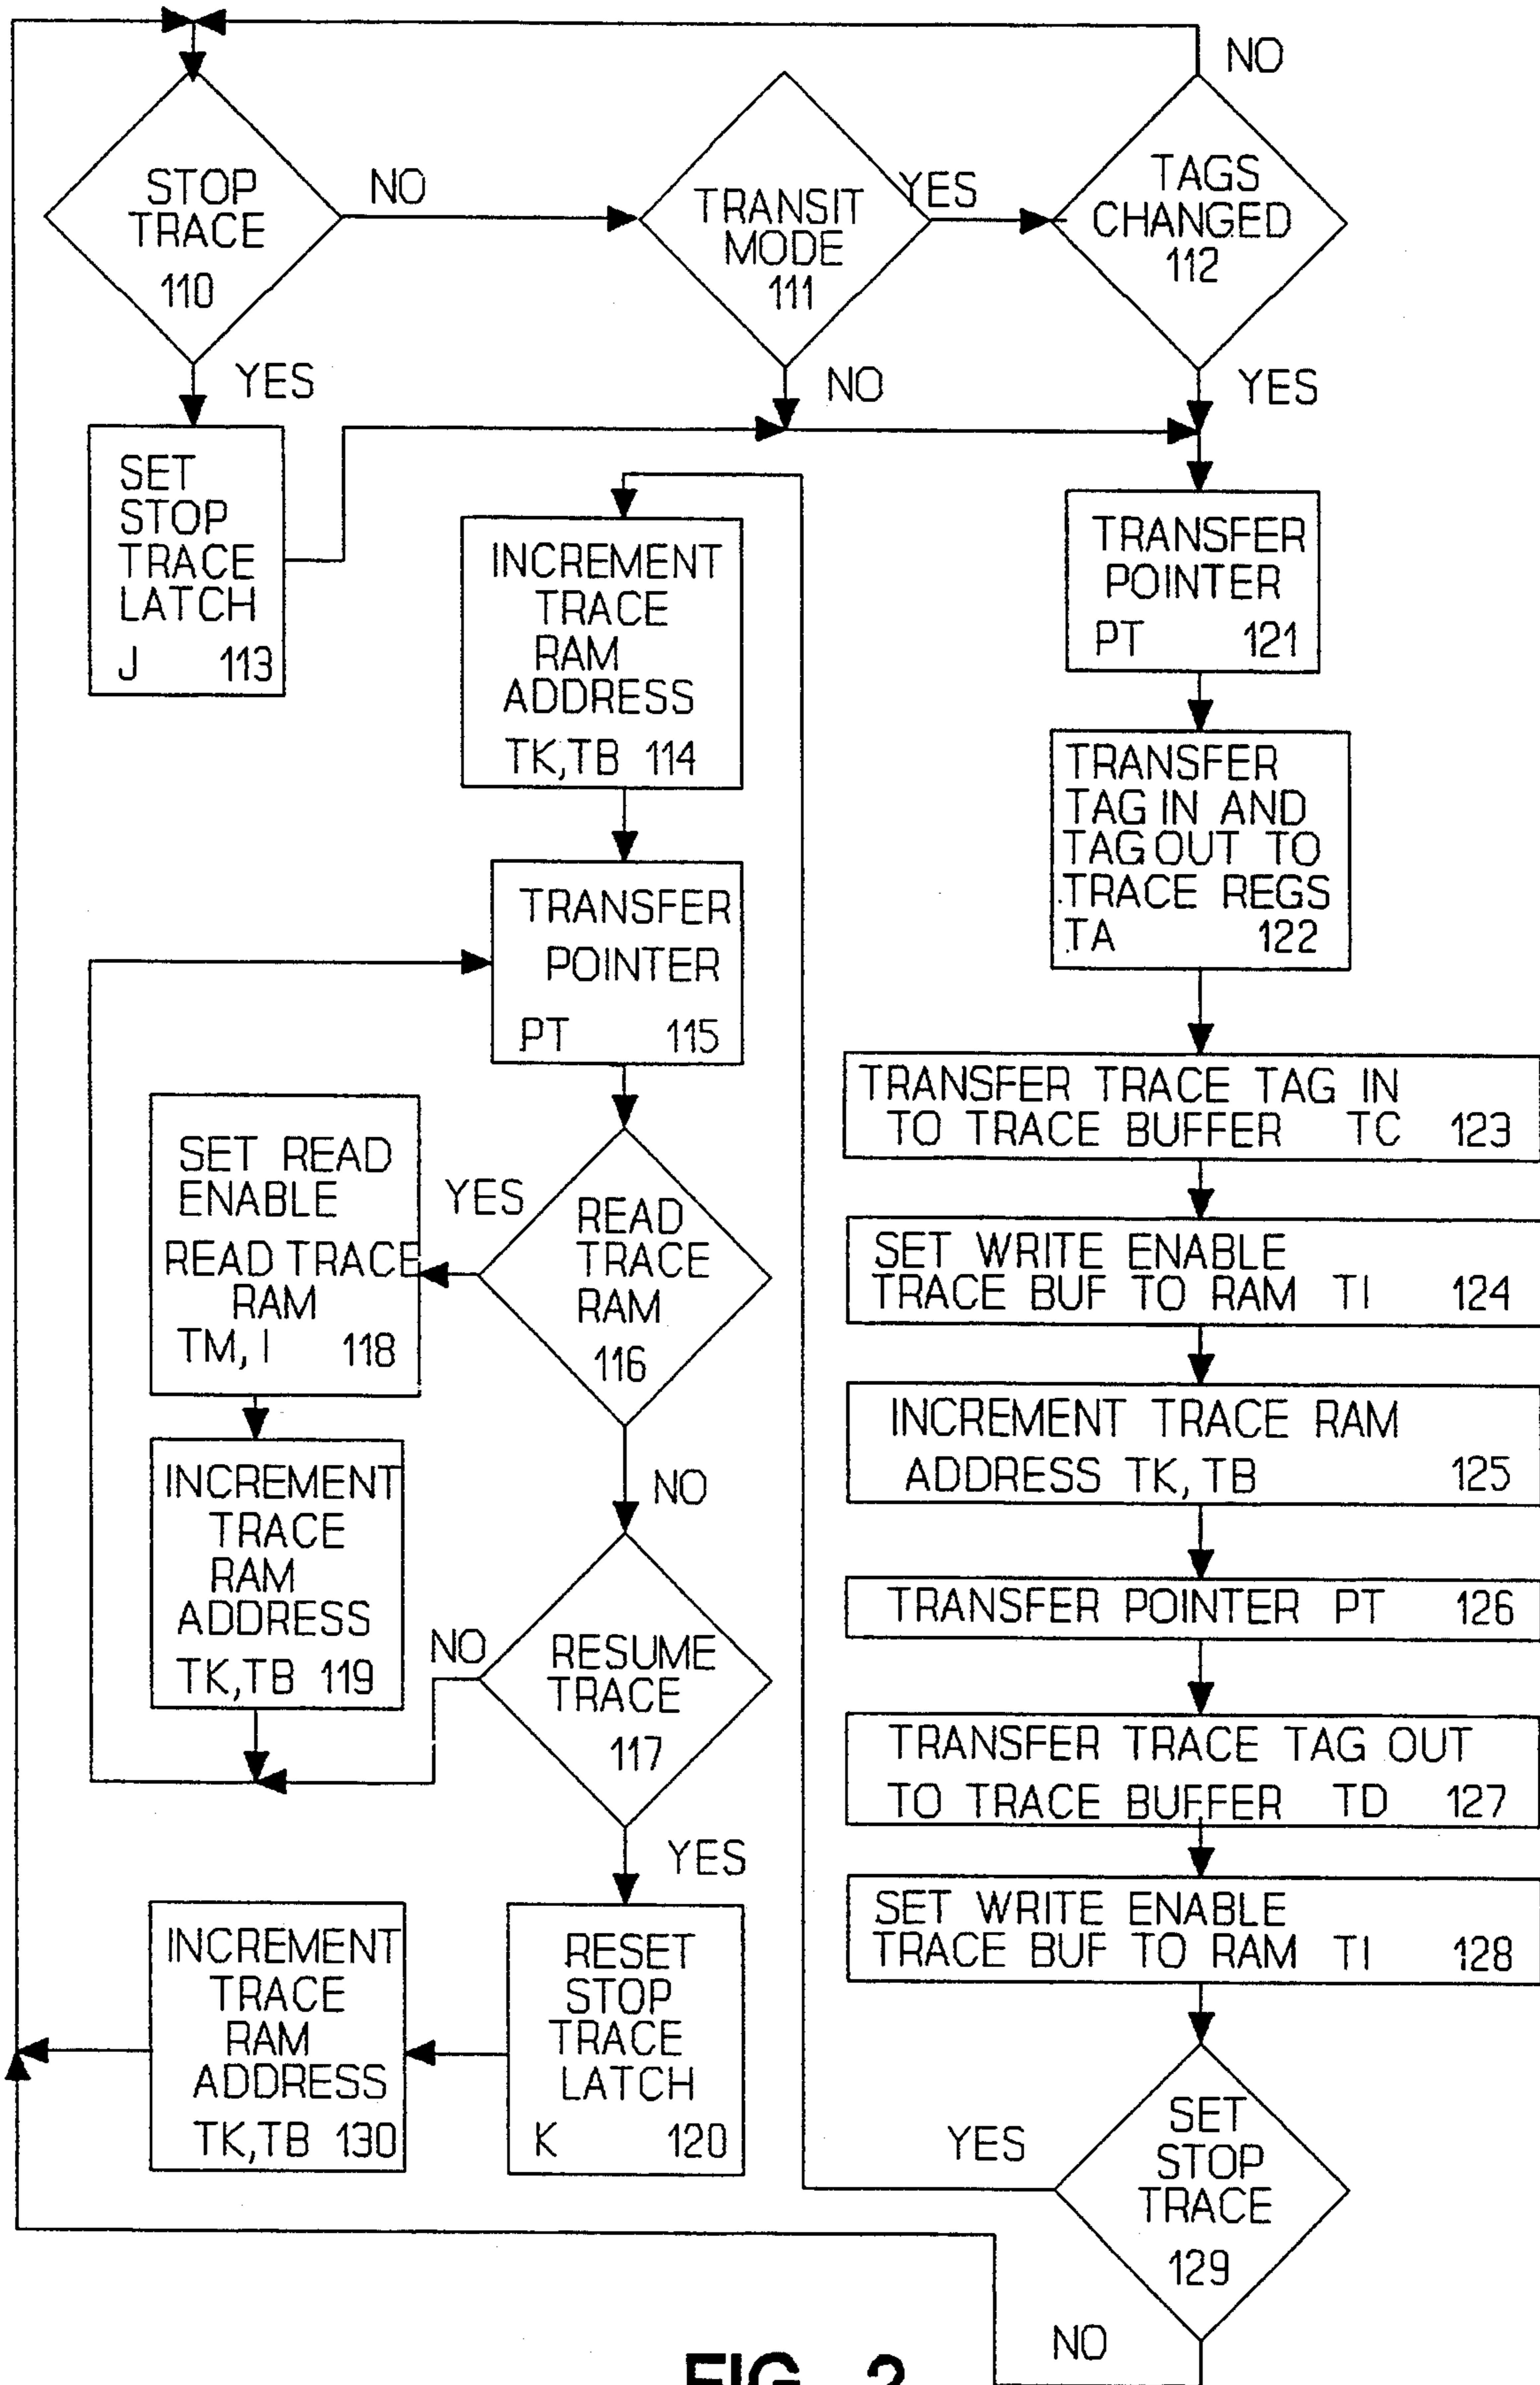 NO
STOP
TRACE
110
NO
TRANSIT
MODE
111
YES
TAGS
CHANGED
112
YES
NO
YES
SET
STOP
TRACE
LATCH
J 113
INCREMENT
TRACE
RAM
ADDRESS
TK,TB 114
TRANSFER
POINTER
PT 121
TRANSFER
TAG IN AND
TAG OUT TO
TRACE REGS
TA 122
TRANSFER
POINTER
PT 115
TRANSFER TRACE TAG IN
TO TRACE BUFFER TC 123
SET READ
ENABLE
READ TRACE
RAM
TM, I 118
YES
READ
TRACE
RAM
116
SET WRITE ENABLE
TRACE BUF TO RAM TI 124
INCREMENT TRACE RAM
ADDRESS TK, TB 125
NO
INCREMENT
TRACE
RAM
ADDRESS
TK,TB 119
NO
RESUME
TRACE
117
TRANSFER POINTER PT 126
TRANSFER TRACE TAG OUT
TO TRACE BUFFER TD 127
YES
SET WRITE ENABLE
TRACE BUF TO RAM TI 128
INCREMENT
TRACE
RAM
ADDRESS
TK,TB 130
RESET
STOP
TRACE
LATCH
K 120
YES
SET
STOP
TRACE
129
NO
FIG. 2